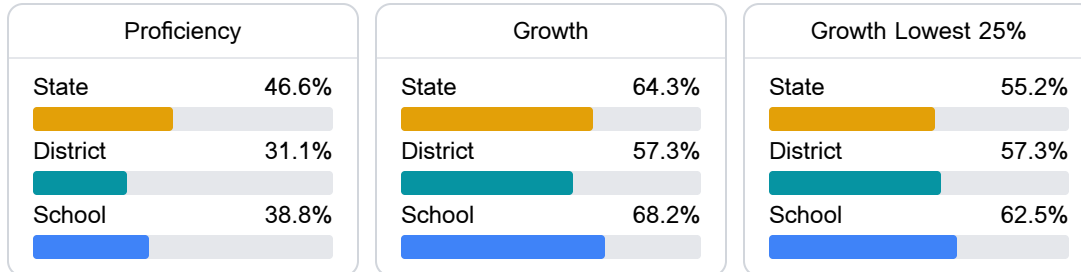 Proficiency
State 46.6%
District 31.1%
School 38.8%
Growth
State 64.3%
District 57.3%
School 68.2%
Growth Lowest 25%
State 55.2%
District 57.3%
School 62.5%